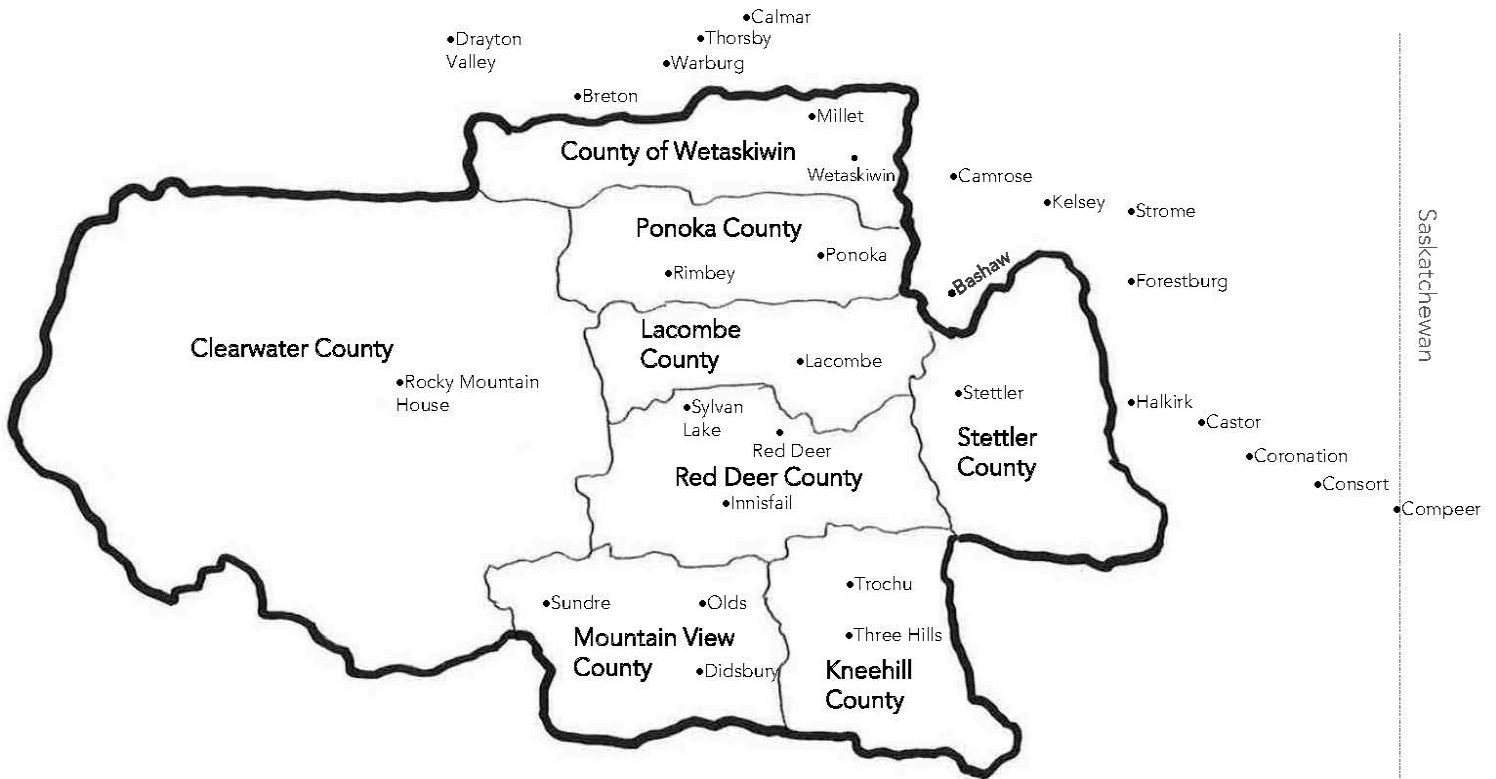 Calmar
Drayton
Valley
Thorsby
Warburg
Breton
Millet
County of Wetaskiwin
Wetaskiwin
Camrose
Kelsey
Strome
Saskatchewan
Ponoka County
Ponoka
Rimbey
Bashaw
Forestburg
Clearwater County
Rocky Mountain
House
Lacombe
County
Lacombe
Stettler
Halkirk
Castor
Sylvan
Lake
Red Deer
Stettler
County
Coronation
Red Deer County
Consort
Innisfail
Compeer
Trochu
Sundre
Olds
Mountain View
County
Three Hills
Didsbury
Kneehill
County